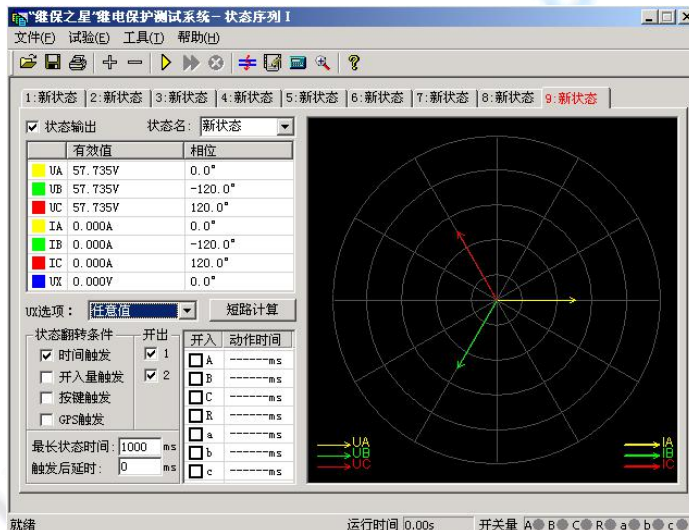 "继保之星"继电保护测试系统-状态序列 I
文件(F) 试验(E) 工具(T) 帮助(H)
1:新状态 2:新状态 3:新状态 4:新状态 5:新状态 6:新状态 7:新状态 8:新状态 9:新状态
状态输出 状态名: 新状态
有效值 相位
UA 57.735V 0.0°
UB 57.735V -120.0°
UC 57.735V 120.0°
IA 0.000A 0.0°
IB 0.000A -120.0°
IC 0.000A 120.0°
UX 0.000V 0.0°
UX选项: 任意值 短路计算
状态翻转条件 开出 开入 动作时间
时间触发 1 A ------ms
开入量触发 2 B ------ms
按键触发 C ------ms
GPS触发 R ------ms
a ------ms
最长状态时间: 1000 ms b ------ms
触发后延时: 0 ms c ------ms
UA IA
UB IB
UC IC
就绪 运行时间 0.00s 开关量 A B C R a b c